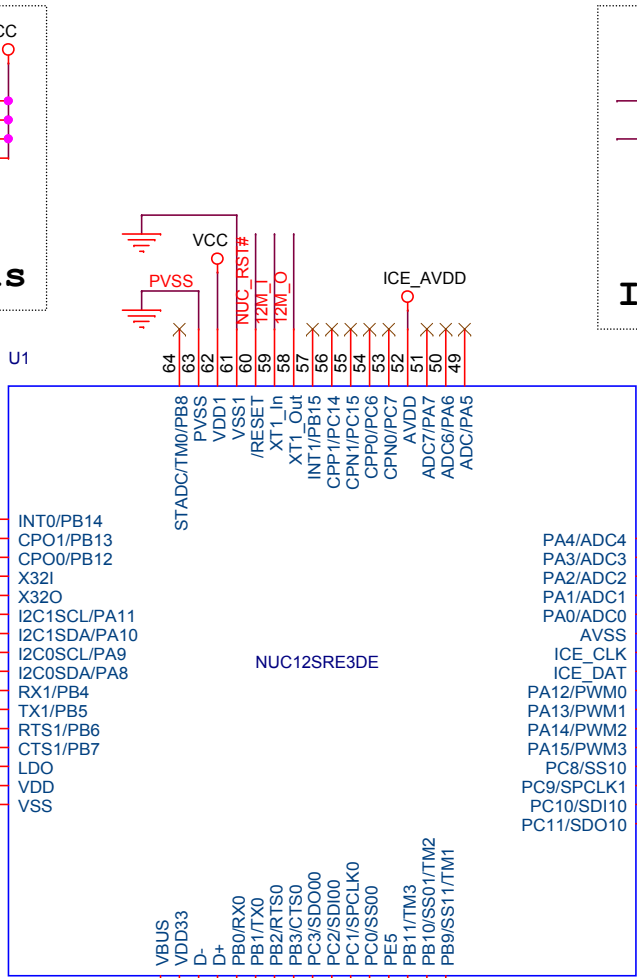 CC
s
I
VCC
ICE_AVDD
PVSS
NUC_RST#
12M_I
12M_O
U1
64
63
62
61
60
59
58
57
56
55
54
53
52
51
50
49
STADC/TM0/PB8
PVSS
VDD1
VSS1
/RESET
XT1_In
XT1_Out
INT1/PB15
CPP1/PC14
CPN1/PC15
CPP0/PC6
CPN0/PC7
AVDD
ADC7/PA7
ADC6/PA6
ADC/PA5
INT0/PB14
CPO1/PB13
CPO0/PB12
X32I
X32O
I2C1SCL/PA11
I2C1SDA/PA10
I2C0SCL/PA9
I2C0SDA/PA8
RX1/PB4
TX1/PB5
RTS1/PB6
CTS1/PB7
LDO
VDD
VSS
NUC12SRE3DE
PA4/ADC4
PA3/ADC3
PA2/ADC2
PA1/ADC1
PA0/ADC0
AVSS
ICE_CLK
ICE_DAT
PA12/PWM0
PA13/PWM1
PA14/PWM2
PA15/PWM3
PC8/SS10
PC9/SPCLK1
PC10/SDI10
PC11/SDO10
VBUS
VDD33
D-
D+
PB0/RX0
PB1/TX0
PB2/RTS0
PB3/CTS0
PC3/SDO00
PC2/SDI00
PC1/SPCLK0
PC0/SS00
PE5
PB11/TM3
PB10/SS01/TM2
PB9/SS11/TM1